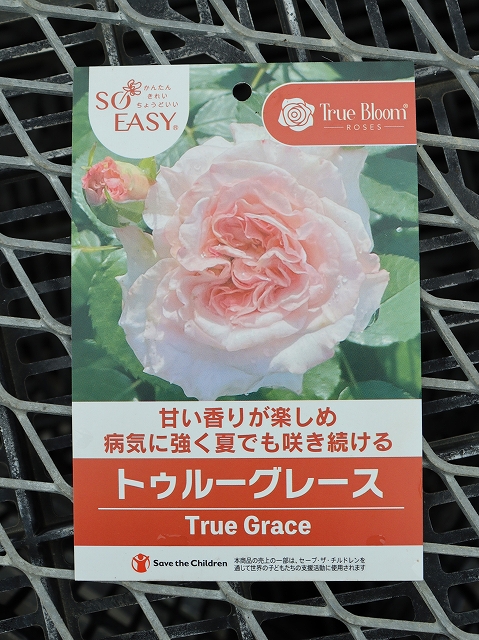 SO EASY®
かんたん
きれい
ちょうどいい
True Bloom®
ROSES
甘い香りが楽しめ
病気に強く夏でも咲き続ける
トゥルーグレース
True Grace
Save the Children
本商品の売上の一部は、セーブ・ザ・チルドレンを
通じて世界の子どもたちの支援活動に使用されます